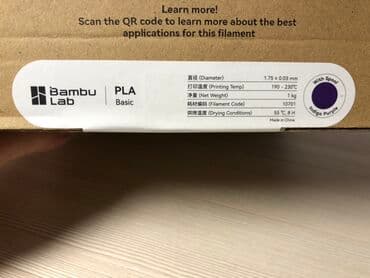 Learn more!
Scan the QR code to learn more about the best
applications for this filament
Bambu Lab
PLA
Basic
直径 (Diameter) 1.75 ± 0.03 mm
打印温度 (Printing Temp) 190 - 230℃
净重 (Net Weight) 1 kg
耗材编码 (Filament Code) 10701
烘烤温度 (Drying Conditions) 55 ℃, 8 H
Made in China
With Spool
Indigo Purple